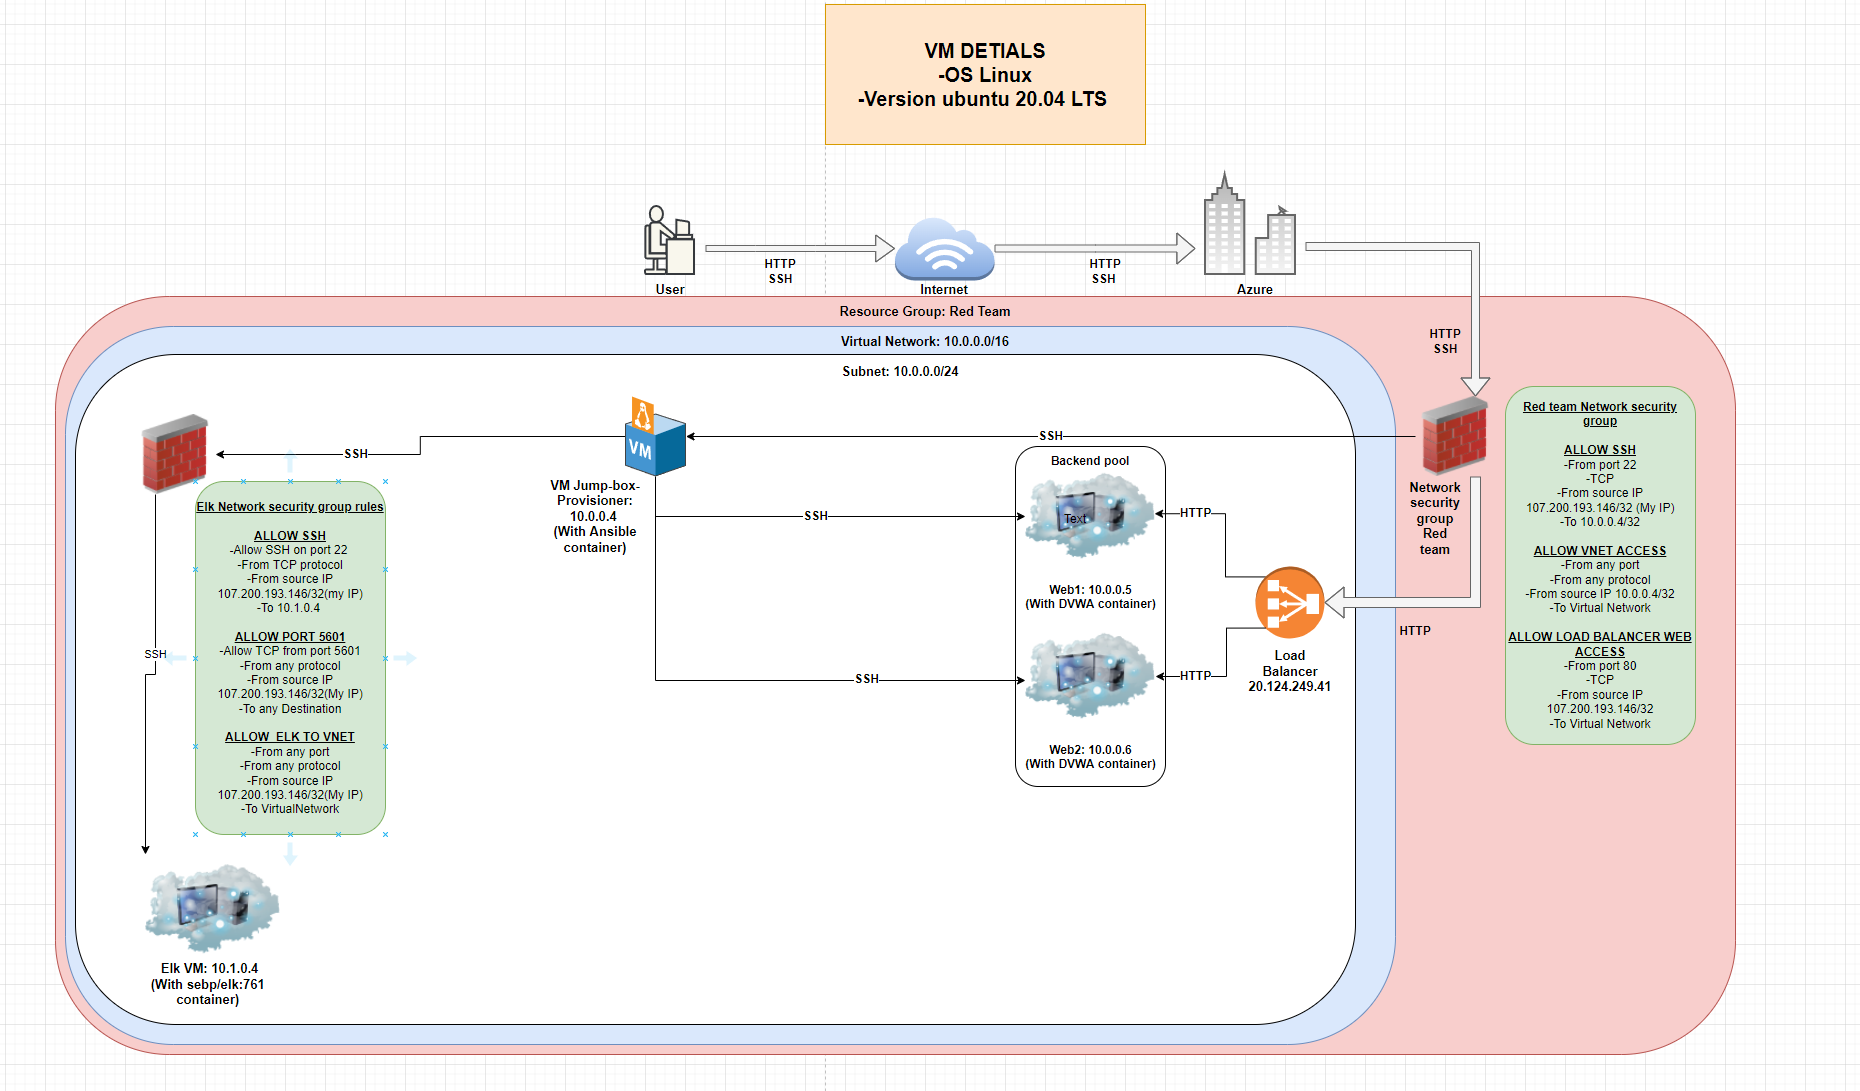 VM DETIALS
-OS Linux
-Version ubuntu 20.04 LTS
HTTP
SSH
HTTP
SSH
User
Internet
Azure
Resource Group: Red Team
Virtual Network: 10.0.0.0/16
Subnet: 10.0.0.0/24
HTTP
SSH
SSH
SSH
VM
VM Jump-box-
Provisioner:
10.0.0.4
(With Ansible
container)
Backend pool
Text
SSH
HTTP
Web1: 10.0.0.5
(With DVWA container)
SSH
HTTP
Web2: 10.0.0.6
(With DVWA container)
Load
Balancer
20.124.249.41
HTTP
Network
security
group
Red
team
Red team Network security
group
ALLOW SSH
-From port 22
-TCP
-From source IP
107.200.193.146/32 (My IP)
-To 10.0.0.4/32
ALLOW VNET ACCESS
-From any port
-From any protocol
-From source IP 10.0.0.4/32
-To Virtual Network
ALLOW LOAD BALANCER WEB
ACCESS
-From port 80
-TCP
-From source IP
107.200.193.146/32
-To Virtual Network
Elk Network security group rules
ALLOW SSH
-Allow SSH on port 22
-From TCP protocol
-From source IP
107.200.193.146/32(my IP)
-To 10.1.0.4
ALLOW PORT 5601
-Allow TCP from port 5601
-From any protocol
-From source IP
107.200.193.146/32(My IP)
-To any Destination
ALLOW ELK TO VNET
-From any port
-From any protocol
-From source IP
107.200.193.146/32(My IP)
-To VirtualNetwork
SSH
Elk VM: 10.1.0.4
(With sebp/elk:761
container)